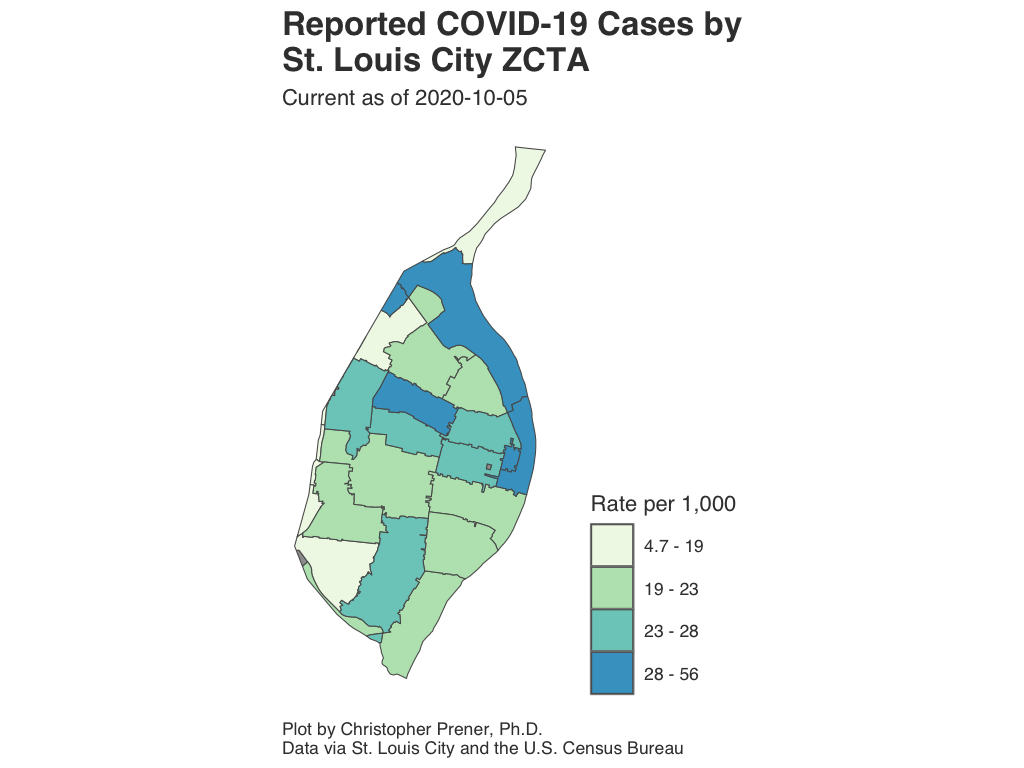 Reported COVID-19 Cases by
St. Louis City ZCTA
Current as of 2020-10-05
Rate per 1,000
4.7 - 19
19 - 23
23 - 28
28 - 56
Plot by Christopher Prener, Ph.D.
Data via St. Louis City and the U.S. Census Bureau